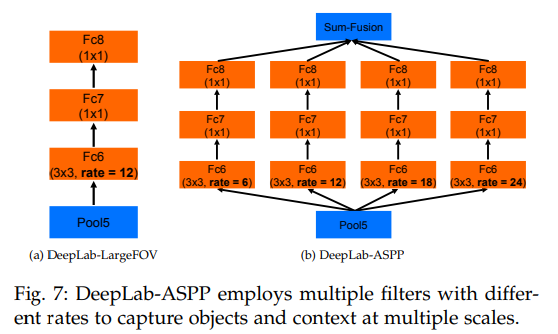 Sum-Fusion
Fc8
(1x1)
Fc8
(1x1)
Fc8
(1x1)
Fc8
(1x1)
Fc8
(1x1)
Fc7
(1x1)
Fc7
(1x1)
Fc7
(1x1)
Fc7
(1x1)
Fc7
(1x1)
Fc6
(3x3, rate = 12)
Fc6
(3x3, rate = 6)
Fc6
(3x3, rate = 12)
Fc6
(3x3, rate = 18)
Fc6
(3x3, rate = 24)
Pool5
Pool5
(a) DeepLab-LargeFOV
(b) DeepLab-ASPP
Fig. 7: DeepLab-ASPP employs multiple filters with differ-
ent rates to capture objects and context at multiple scales.